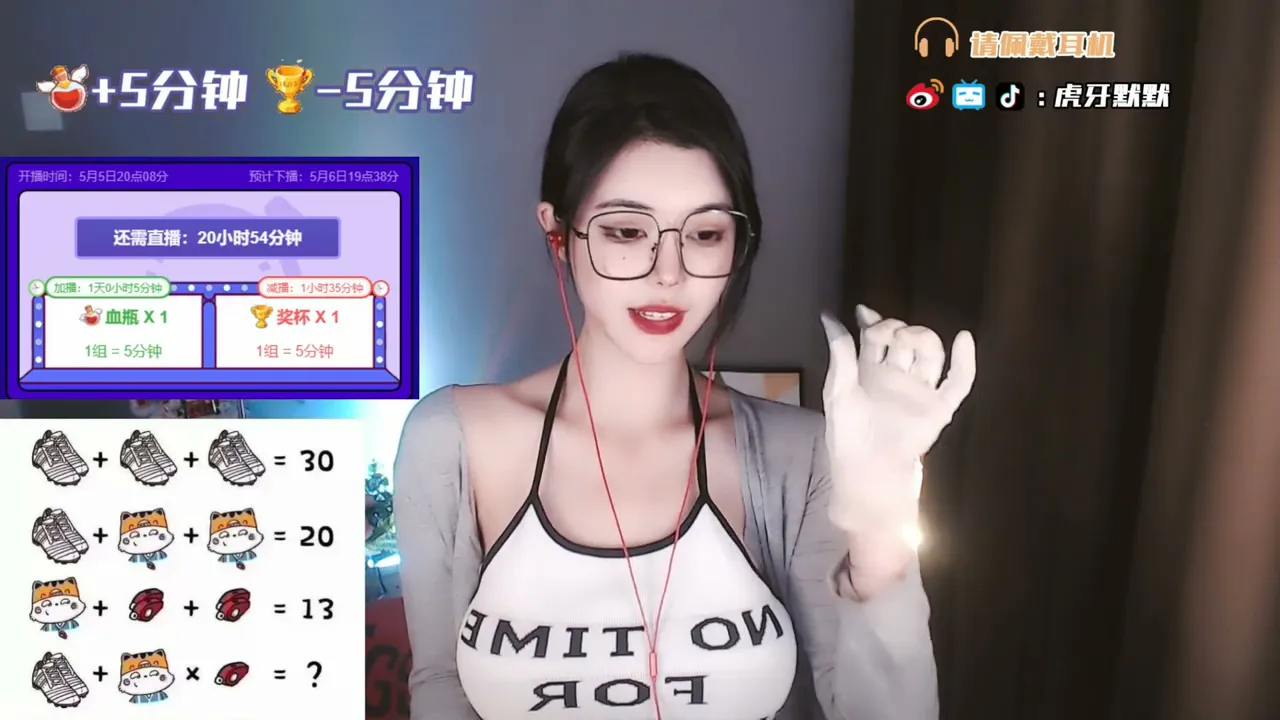 +5分钟 -5分钟
请佩戴耳机
:虎牙默默
开播时间：5月5日20点08分 预计下播：5月6日19点38分
还需直播：20小时54分钟
加播：1天0小时5分钟 减播：1小时35分钟
血瓶 X 1 奖杯 X 1
1组 = 5分钟 1组 = 5分钟
+ + = 30
+ + = 20
+ + = 13
+ × = ?
NO TIME
FOR